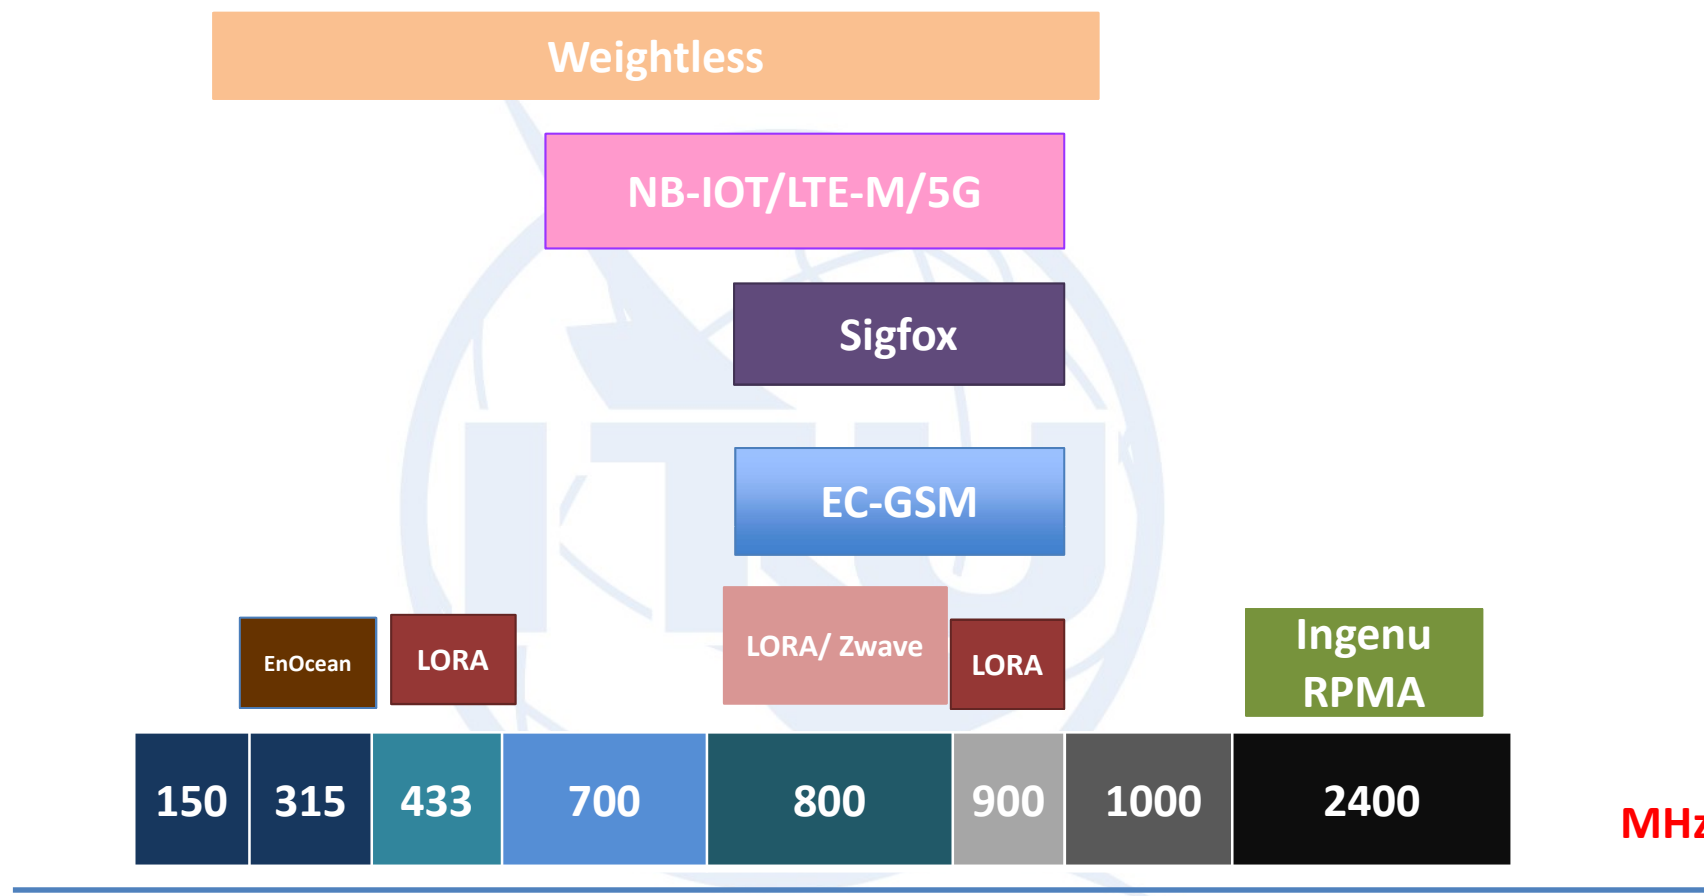 Weightless
NB-IOT/LTE-M/5G
Sigfox
EC-GSM
EnOcean
LORA
LORA/ Zwave
LORA
Ingenu
RPMA
150 315 433 700 800 900 1000 2400
MHz
ITU